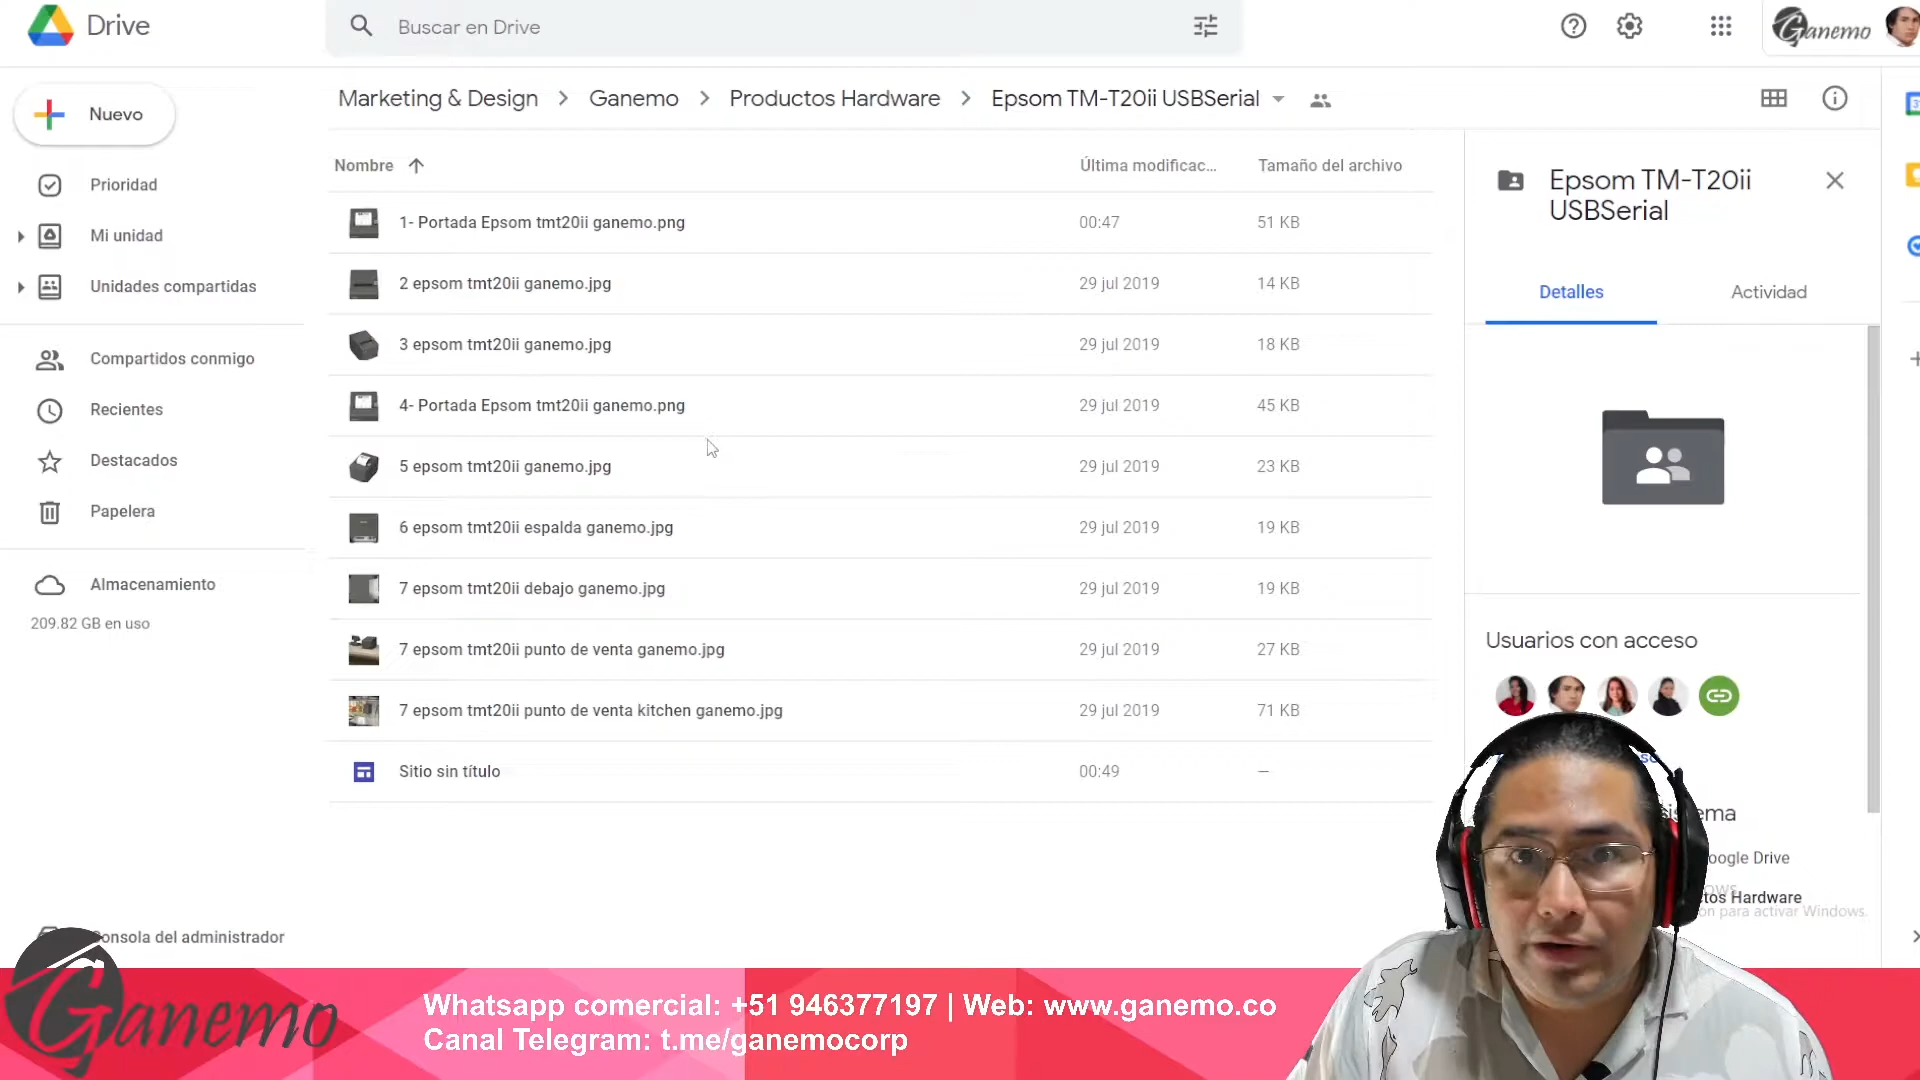 Drive
Buscar en Drive
Ganemo
Nuevo
Marketing & Design > Ganemo > Productos Hardware > Epsom TM-T20ii USBSerial
Prioridad
Mi unidad
Unidades compartidas
Compartidos conmigo
Recientes
Destacados
Papelera
Almacenamiento
209.82 GB en uso
Consola del administrador
Nombre Última modificac... Tamaño del archivo
1- Portada Epsom tmt20ii ganemo.png 00:47 51 KB
2 epsom tmt20ii ganemo.jpg 29 jul 2019 14 KB
3 epsom tmt20ii ganemo.jpg 29 jul 2019 18 KB
4- Portada Epsom tmt20ii ganemo.png 29 jul 2019 45 KB
5 epsom tmt20ii ganemo.jpg 29 jul 2019 23 KB
6 epsom tmt20ii espalda ganemo.jpg 29 jul 2019 19 KB
7 epsom tmt20ii debajo ganemo.jpg 29 jul 2019 19 KB
7 epsom tmt20ii punto de venta ganemo.jpg 29 jul 2019 27 KB
7 epsom tmt20ii punto de venta kitchen ganemo.jpg 29 jul 2019 71 KB
Sitio sin título 00:49 —
Epsom TM-T20ii
USBSerial
Detalles Actividad
Usuarios con acceso
Drive
Hardware
para activar Windows.
Ganemo
Whatsapp comercial: +51 946377197 | Web: www.ganemo.co
Canal Telegram: t.me/ganemocorp